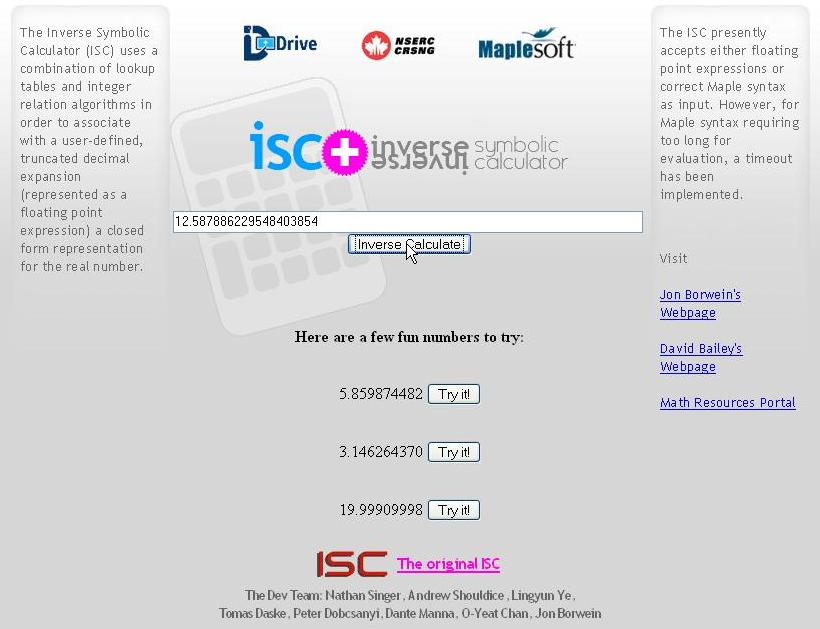 The Inverse Symbolic
Calculator (ISC) uses a
combination of lookup
tables and integer
relation algorithms in
order to associate
with a user-defined,
truncated decimal
expansion
(represented as a
floating point
expression) a closed
form representation
for the real number.
iDrive
NSERC
CRSNG
Maplesoft
isc+ inverse symbolic
inverse calculator
12.587886229548403854
Inverse Calculate
Here are a few fun numbers to try:
5.859874482 Try it!
3.146264370 Try it!
19.99909998 Try it!
ISC The original ISC
The Dev Team: Nathan Singer, Andrew Shouldice, Lingyun Ye,
Tomas Daske, Peter Dobcsanyi, Dante Manna, O-Yeat Chan, Jon Borwein
The ISC presently
accepts either floating
point expressions or
correct Maple syntax
as input. However, for
Maple syntax requiring
too long for
evaluation, a timeout
has been
implemented.
Visit
Jon Borwein's
Webpage
David Bailey's
Webpage
Math Resources Portal